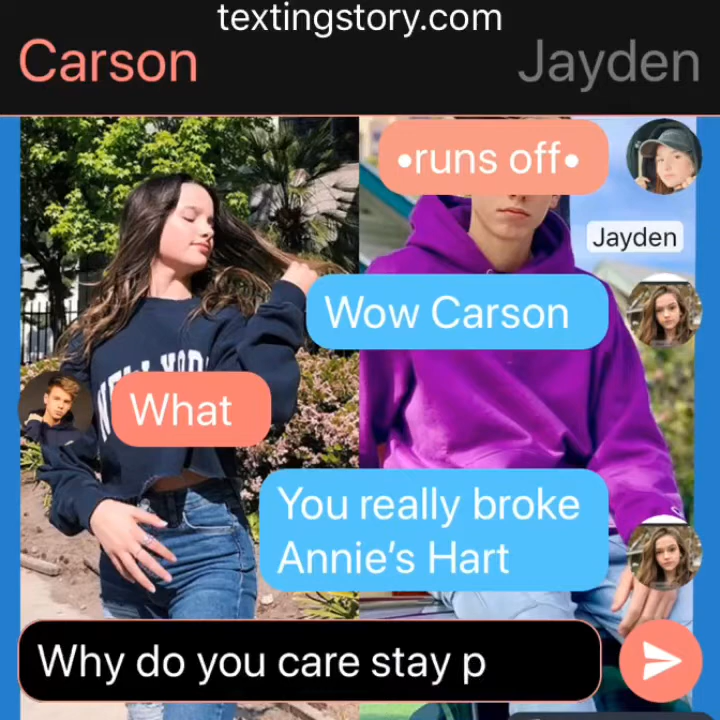 textingstory.com
Carson
Jayden
•runs off•
Jayden
Wow Carson
What
You really broke
Annie's Hart
Why do you care stay p